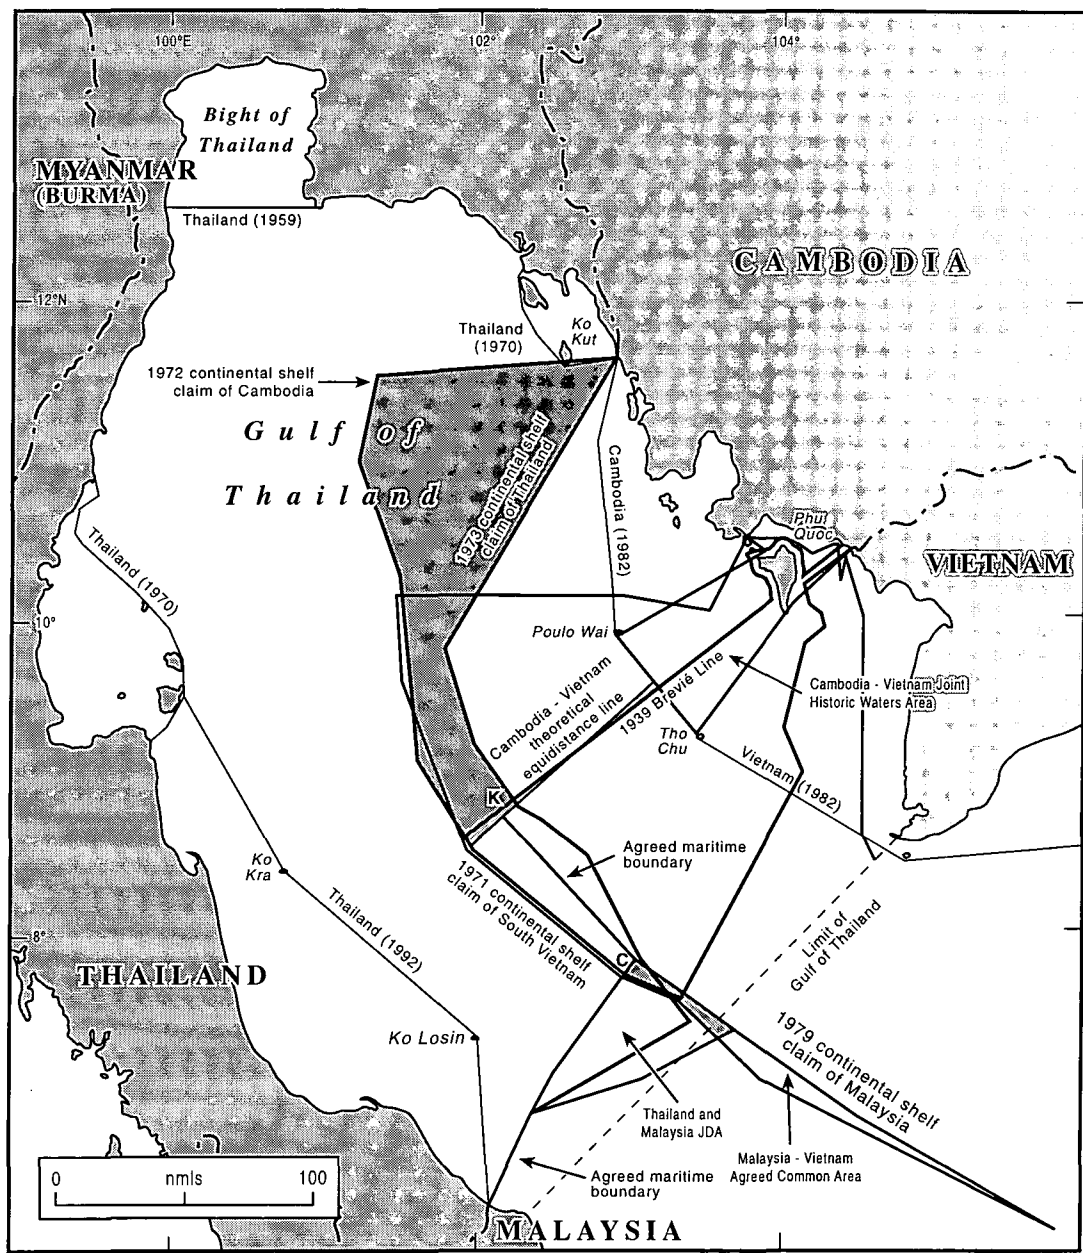 100°E
102°
104°
Bight of
Thailand
MYANMAR
(BURMA)
Thailand (1959)
CAMBODIA
12°N
Thailand
(1970)
Ko
Kut
1972 continental shelf
claim of Cambodia
Gulf of
Thailand
1973 continental shelf
claim of Thailand
Cambodia (1982)
Phu
Quoc
VIETNAM
Thailand (1970)
10°
Poulo Wai
Cambodia - Vietnam
theoretical
equidistance line
1939 Brevié Line
Cambodia - Vietnam Joint
Historic Waters Area
Tho
Chu
Vietnam (1982)
K
Agreed maritime
boundary
Ko
Kra
1971 continental shelf
claim of South Vietnam
Thailand (1992)
Limit of
Gulf of Thailand
8°
C
THAILAND
Ko Losin
1979 continental shelf
claim of Malaysia
Thailand and
Malaysia JDA
Malaysia - Vietnam
Agreed Common Area
0 nmls 100
Agreed maritime
boundary
MALAYSIA